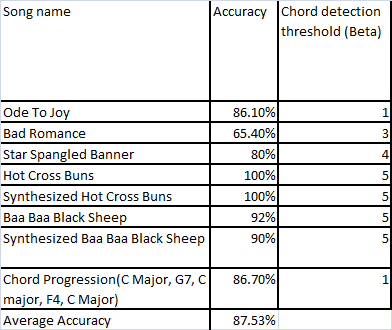 Song name Accuracy Chord detection
threshold (Beta)
Ode To Joy 86.10% 1
Bad Romance 65.40% 3
Star Spangled Banner 80% 4
Hot Cross Buns 100% 5
Synthesized Hot Cross Buns 100% 5
Baa Baa Black Sheep 92% 5
Synthesized Baa Baa Black Sheep 90% 5
Chord Progression(C Major, G7, C 86.70% 1
major, F4, C Major)
Average Accuracy 87.53%